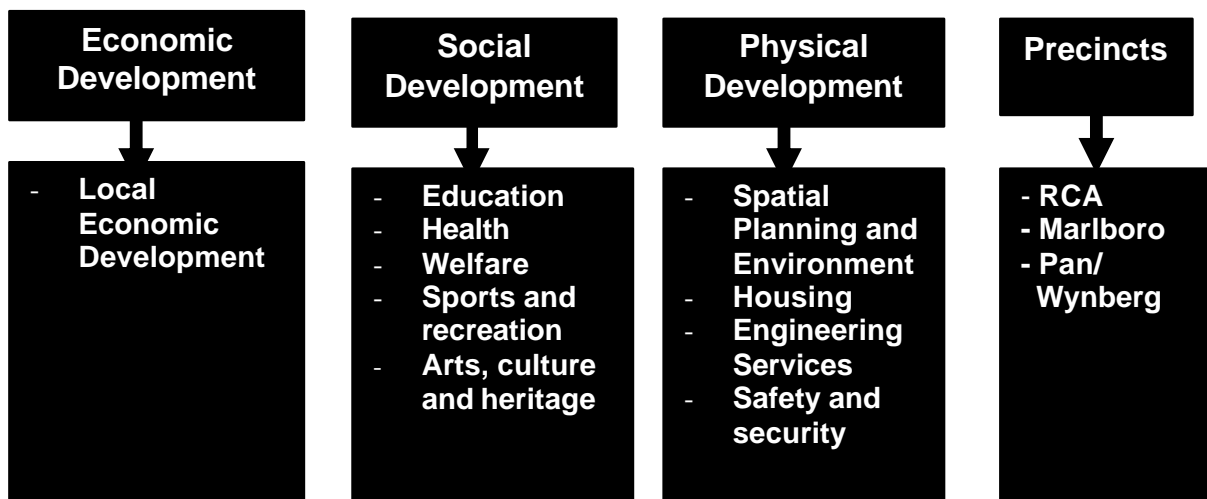 Economic
Development
- Local
Economic
Development
Social
Development
- Education
- Health
- Welfare
- Sports and
recreation
- Arts, culture
and heritage
Physical
Development
- Spatial
Planning and
Environment
- Housing
- Engineering
Services
- Safety and
security
Precincts
- RCA
- Marlboro
- Pan/
Wynberg